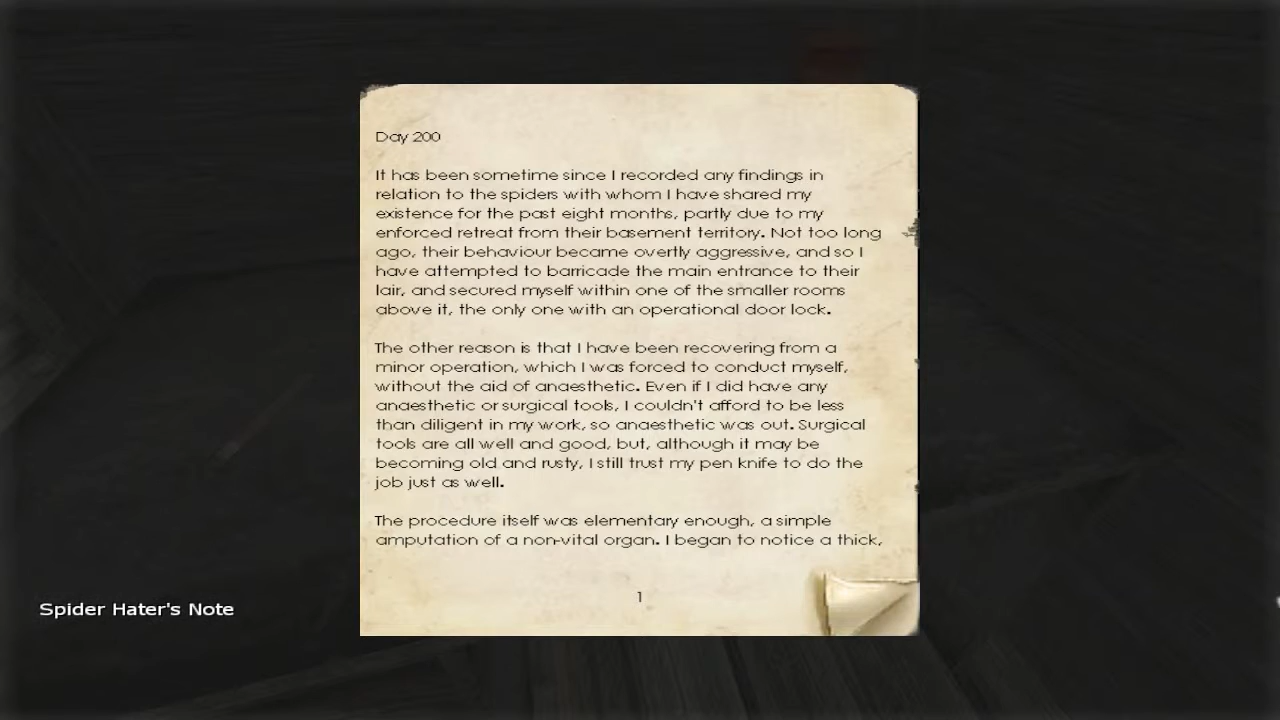 Day 200
It has been sometime since I recorded any findings in
relation to the spiders with whom I have shared my
existence for the past eight months, partly due to my
enforced retreat from their basement territory. Not too long
ago, their behaviour became overtly aggressive, and so I
have attempted to barricade the main entrance to their
lair, and secured myself within one of the smaller rooms
above it, the only one with an operational door lock.
The other reason is that I have been recovering from a
minor operation, which I was forced to conduct myself,
without the aid of anaesthetic. Even if I did have any
anaesthetic or surgical tools, I couldn't afford to be less
than diligent in my work, so anaesthetic was out. Surgical
tools are all well and good, but, although it may be
becoming old and rusty, I still trust my pen knife to do the
job just as well.
The procedure itself was elementary enough, a simple
amputation of a non-vital organ. I began to notice a thick,
1
Spider Hater's Note